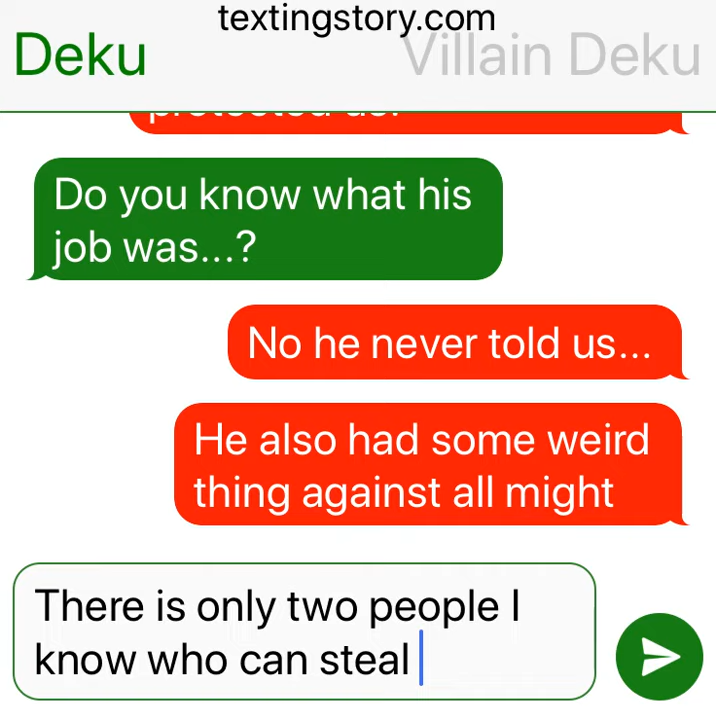 textingstory.com
Deku
Villain Deku
Do you know what his
job was...?
No he never told us...
He also had some weird
thing against all might
There is only two people I
know who can steal